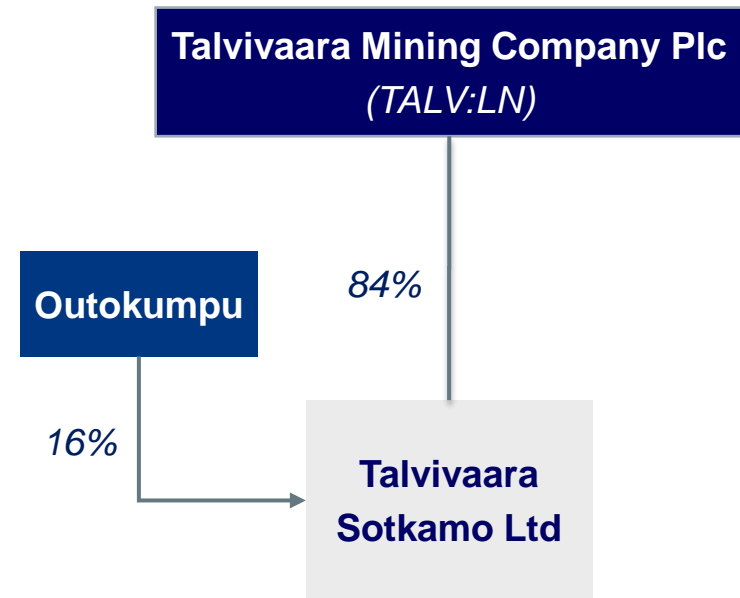 Talvivaara Mining Company Plc
(TALV:LN)
84%
Outokumpu
16%
Talvivaara
Sotkamo Ltd